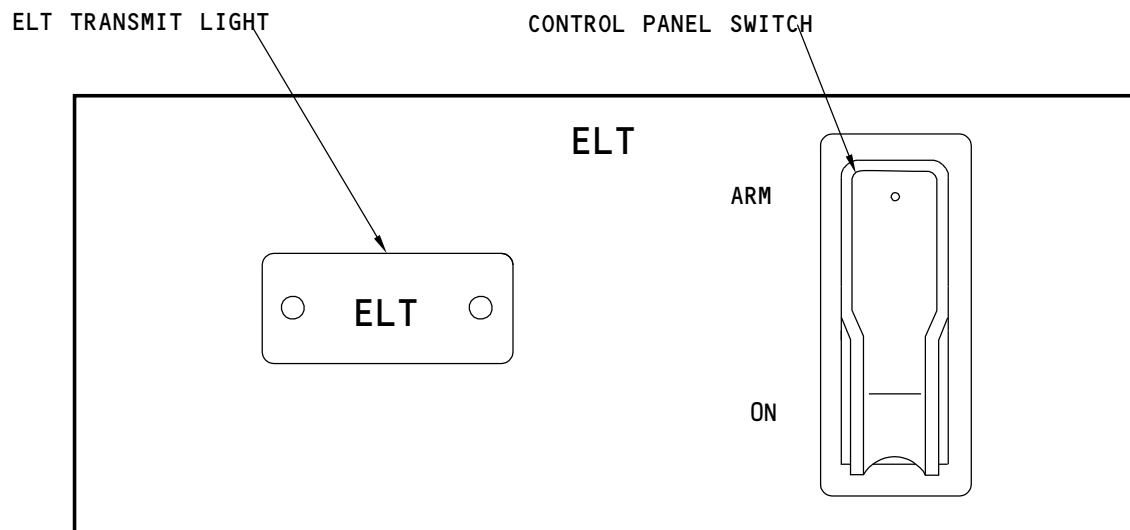 ELT TRANSMIT LIGHT
CONTROL PANEL SWITCH
ELT
ARM
ELT
ON